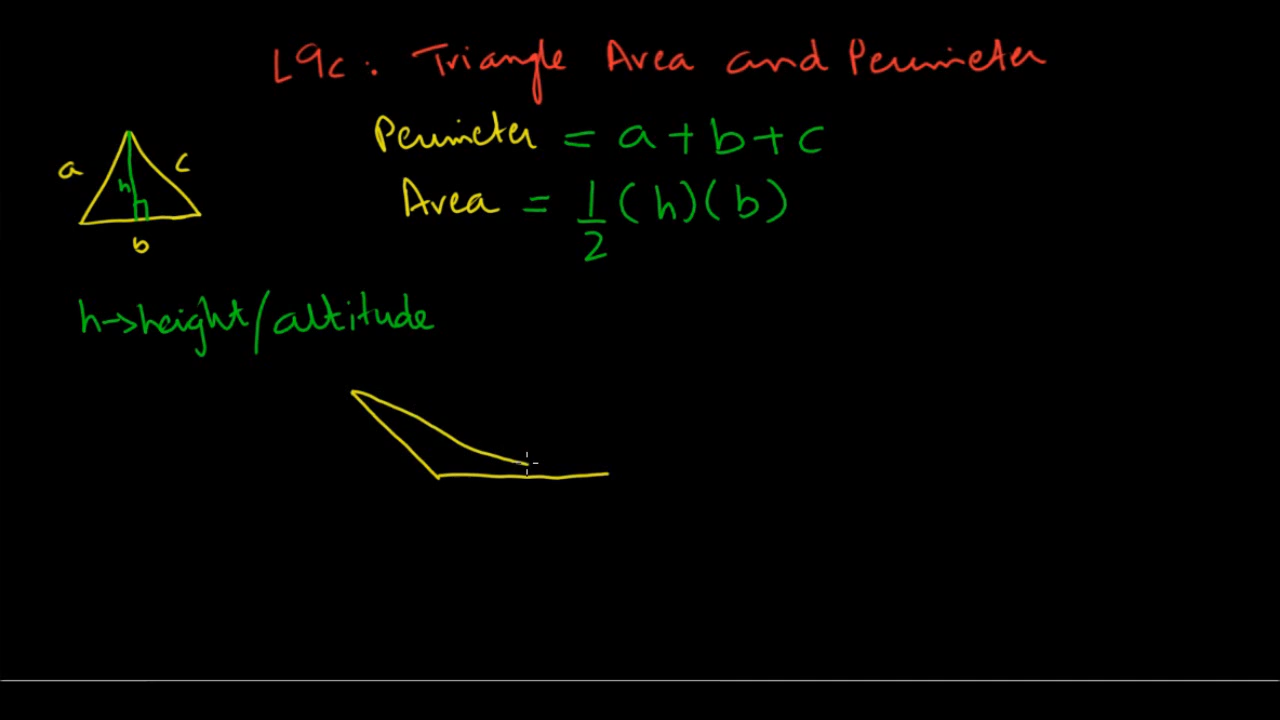 L9c: Triangle Area and Perimeter
Perimeter = a + b + c
a c
h
Area = 1/2 (h)(b)
b
h→height/altitude